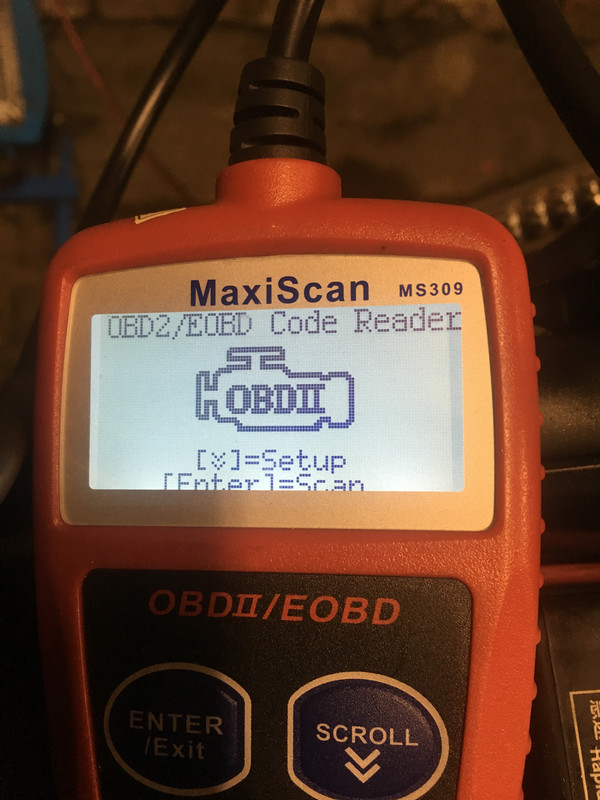 MaxiScan MS309
OBD2/EOBD Code Reader
OBDII
[⌄]=Setup
[Enter]=Scan
OBDII/EOBD
ENTER
/Exit
SCROLL